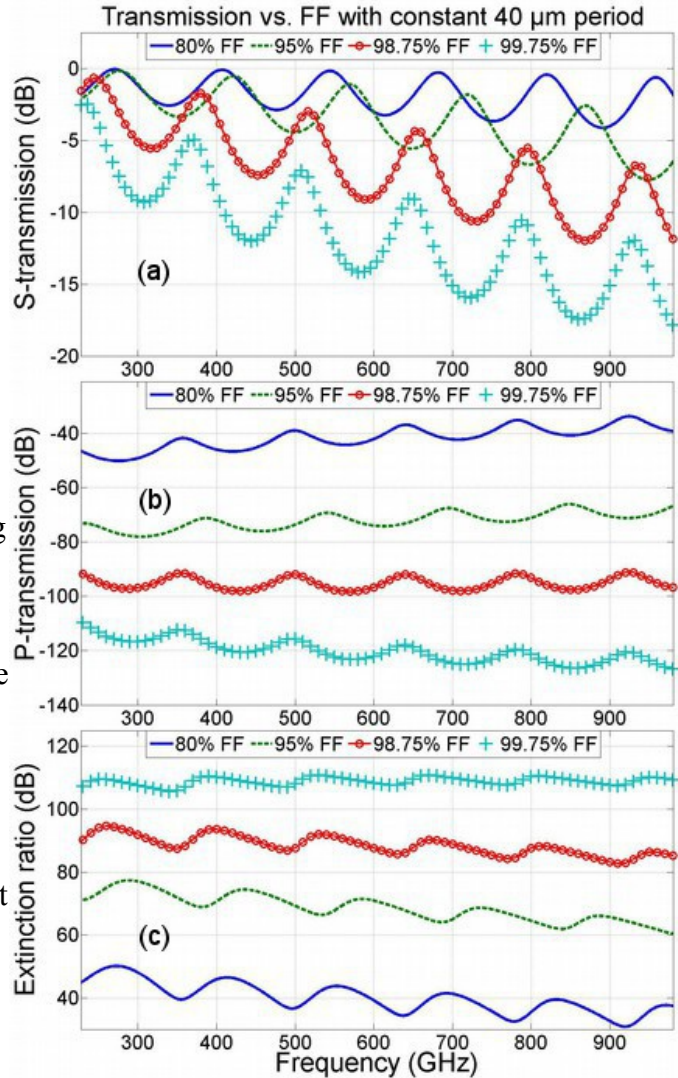 Transmission vs. FF with constant 40 µm period
S-transmission (dB)
0
-5
-10
-15
-20
80% FF 95% FF 98.75% FF 99.75% FF
(a)
300 400 500 600 700 800 900
P-transmission (dB)
-40
-60
-80
-100
-120
-140
80% FF 95% FF 98.75% FF 99.75% FF
(b)
300 400 500 600 700 800 900
Extinction ratio (dB)
120
100
80
60
40
80% FF 95% FF 98.75% FF 99.75% FF
(c)
300 400 500 600 700 800 900
Frequency (GHz)
g
e
t